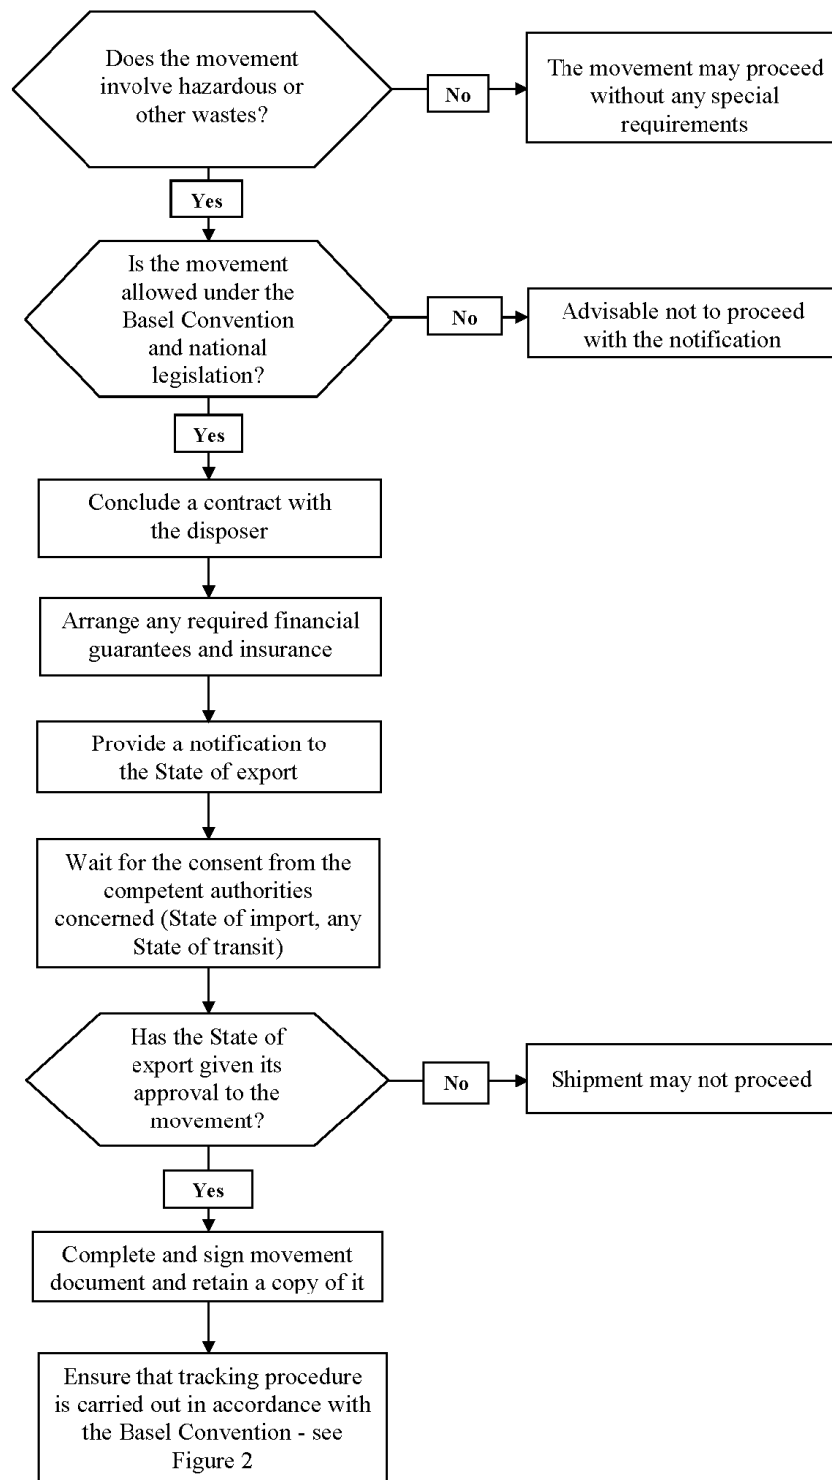 Does the movement
involve hazardous or
other wastes?
No
The movement may proceed
without any special
requirements
Yes
Is the movement
allowed under the
Basel Convention
and national
legislation?
No
Advisable not to proceed
with the notification
Yes
Conclude a contract with
the disposer
Arrange any required financial
guarantees and insurance
Provide a notification to
the State of export
Wait for the consent from the
competent authorities
concerned (State of import, any
State of transit)
Has the State of
export given its
approval to the
movement?
No
Shipment may not proceed
Yes
Complete and sign movement
document and retain a copy of it
Ensure that tracking procedure
is carried out in accordance with
the Basel Convention - see
Figure 2